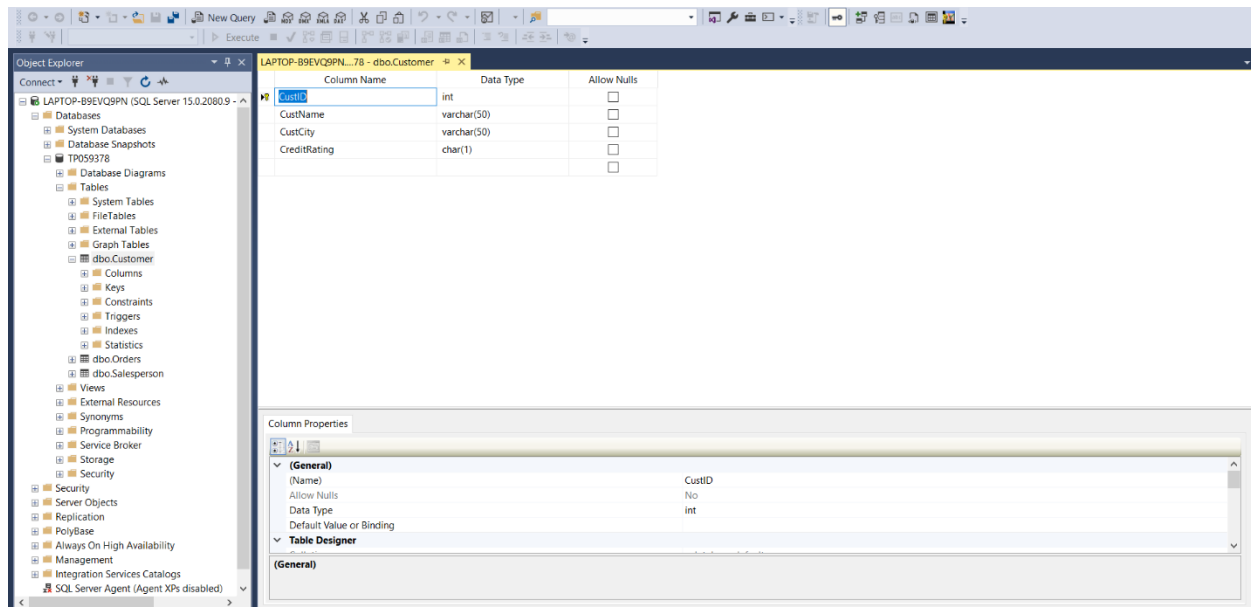 New Query
MDX DMX XMLA DAX
Execute
Object Explorer
Connect
LAPTOP-B9EVQ9PN (SQL Server 15.0.2080.9 -
Databases
System Databases
Database Snapshots
TP059378
Database Diagrams
Tables
System Tables
FileTables
External Tables
Graph Tables
dbo.Customer
Columns
Keys
Constraints
Triggers
Indexes
Statistics
dbo.Orders
dbo.Salesperson
Views
External Resources
Synonyms
Programmability
Service Broker
Storage
Security
Security
Server Objects
Replication
PolyBase
Always On High Availability
Management
Integration Services Catalogs
SQL Server Agent (Agent XPs disabled)
LAPTOP-B9EVQ9PN....78 - dbo.Customer
Column Name Data Type Allow Nulls
CustID int
CustName varchar(50)
CustCity varchar(50)
CreditRating char(1)
Column Properties
(General)
(Name) CustID
Allow Nulls No
Data Type int
Default Value or Binding
Table Designer
(General)